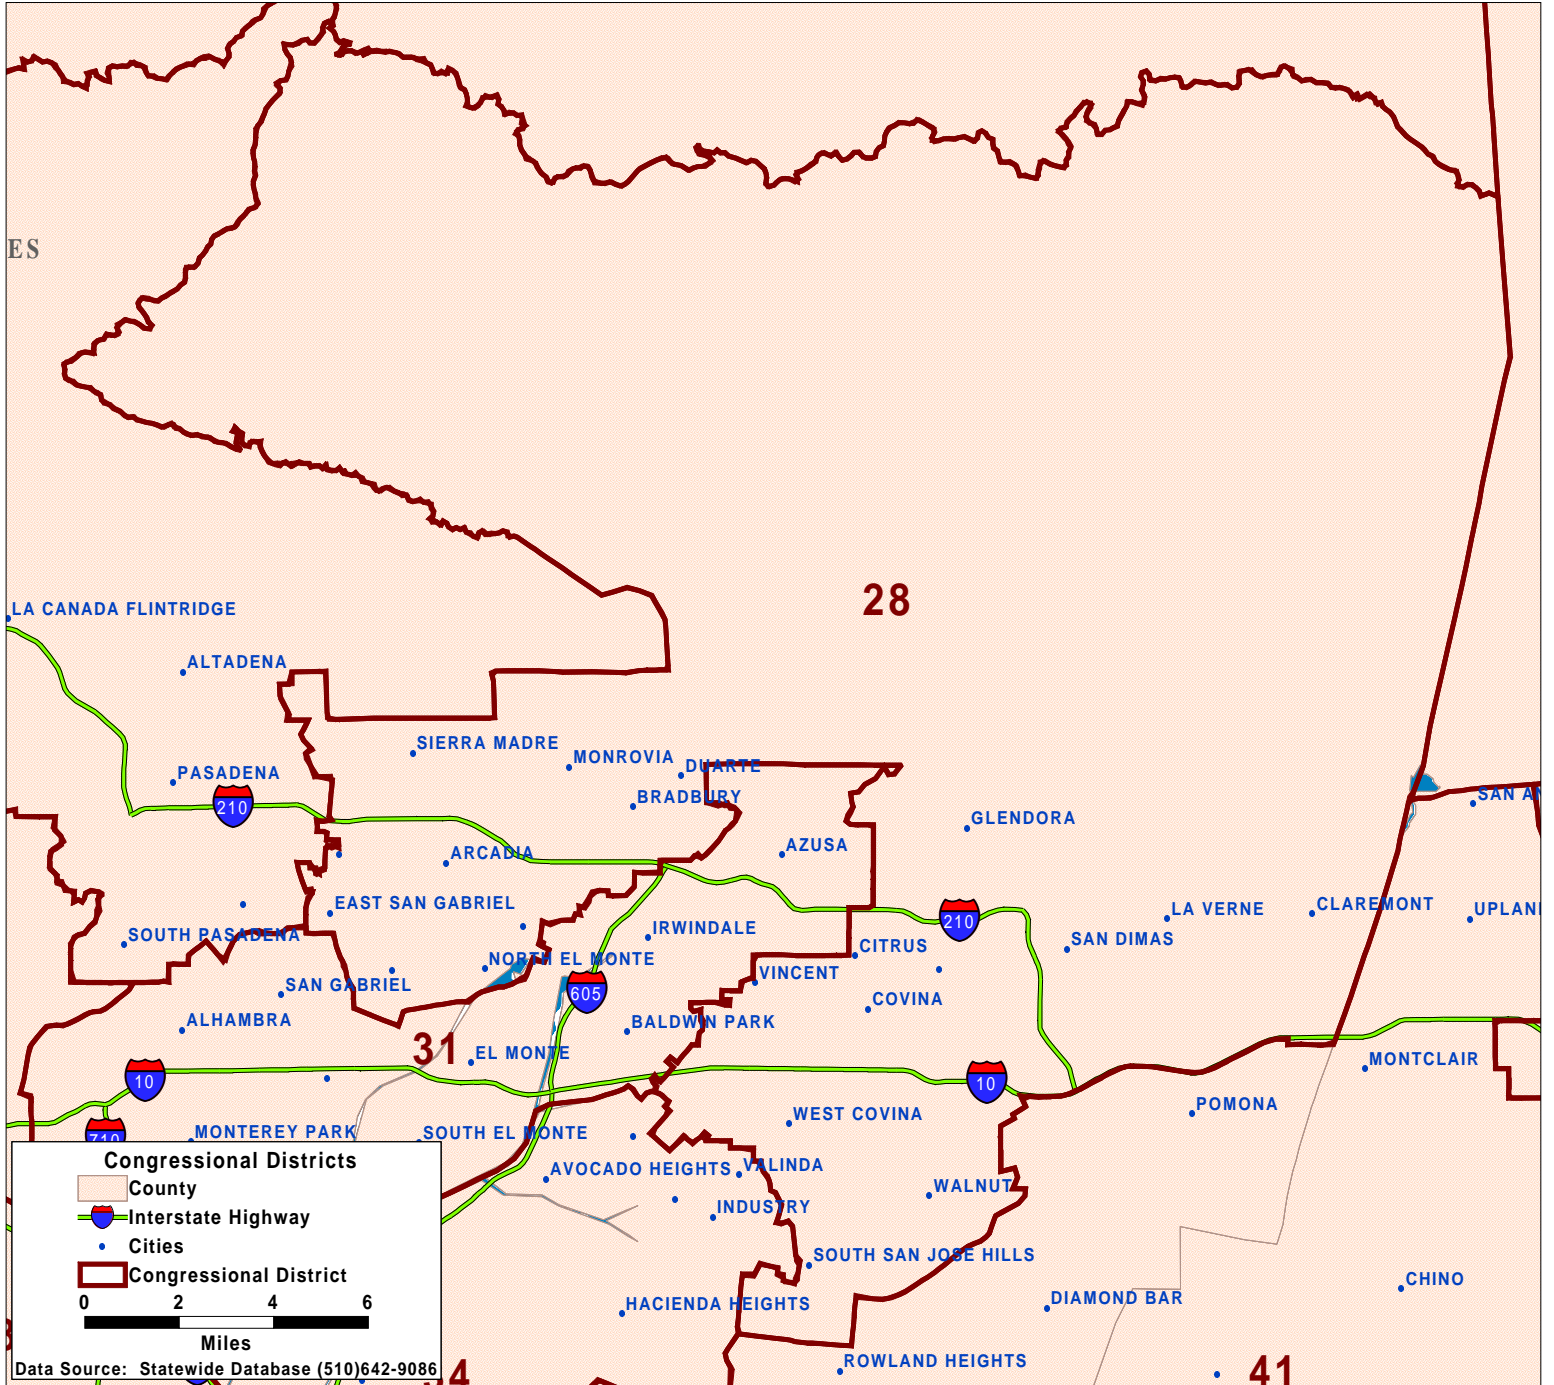 ES
28
LA CANADA FLINTRIDGE
ALTADENA
SIERRA MADRE
MONROVIA
DUARTE
PASADENA
BRADBURY
210
SAN A
GLENDORA
AZUSA
ARCADIA
EAST SAN GABRIEL
LA VERNE
CLAREMONT
UPLAN
210
IRWINDALE
SOUTH PASADENA
SAN DIMAS
CITRUS
NORTH EL MONTE
VINCENT
SAN GABRIEL
605
COVINA
ALHAMBRA
BALDWIN PARK
31
EL MONTE
MONTCLAIR
10
10
POMONA
WEST COVINA
710
MONTEREY PARK
SOUTH EL MONTE
AVOCADO HEIGHTS
VALINDA
WALNUT
INDUSTRY
SOUTH SAN JOSE HILLS
CHINO
DIAMOND BAR
HACIENDA HEIGHTS
ROWLAND HEIGHTS
41
Congressional Districts
County
Interstate Highway
Cities
Congressional District
0 2 4 6
Miles
Data Source: Statewide Database (510)642-9086